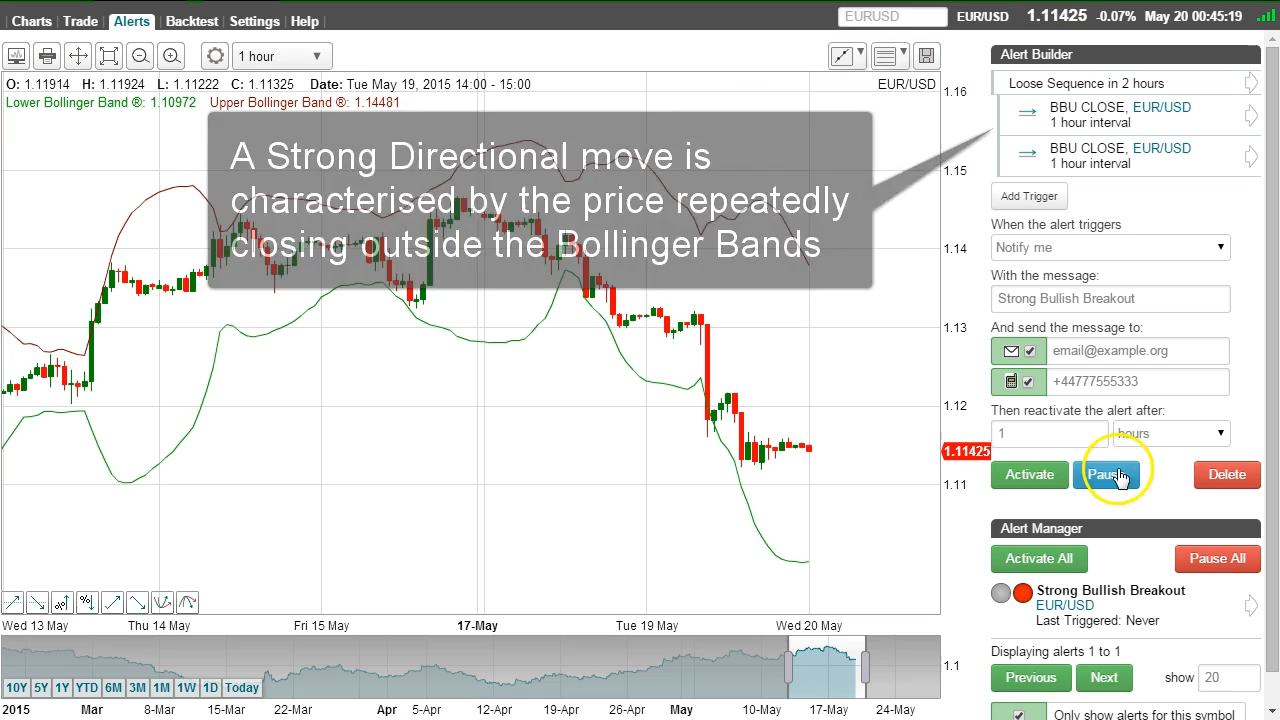 Charts Trade Alerts Backtest Settings Help EURUSD EUR/USD 1.11425 -0.07% May 20 00:45:19
1 hour
O: 1.11914 H: 1.11924 L: 1.11222 C: 1.11325 Date: Tue May 19, 2015 14:00 - 15:00 EUR/USD
Lower Bollinger Band ®: 1.10972 Upper Bollinger Band ®: 1.14481
A Strong Directional move is
characterised by the price repeatedly
closing outside the Bollinger Bands
1.16
1.15
1.14
1.13
1.12
1.11425
1.11
Wed 13 May Thu 14 May Fri 15 May 17-May Tue 19 May Wed 20 May
1.1
10Y 5Y 1Y YTD 6M 3M 1M 1W 1D Today
2015 Mar 8-Mar 15-Mar 22-Mar Apr 5-Apr 12-Apr 19-Apr 26-Apr May 10-May 17-May 24-May
Alert Builder
Loose Sequence in 2 hours
BBU CLOSE, EUR/USD
1 hour interval
BBU CLOSE, EUR/USD
1 hour interval
Add Trigger
When the alert triggers
Notify me
With the message:
Strong Bullish Breakout
And send the message to:
email@example.org
+44777555333
Then reactivate the alert after:
1 hours
Activate Pause Delete
Alert Manager
Activate All Pause All
Strong Bullish Breakout
EUR/USD
Last Triggered: Never
Displaying alerts 1 to 1
Previous Next show 20
Only show alerts for this symbol